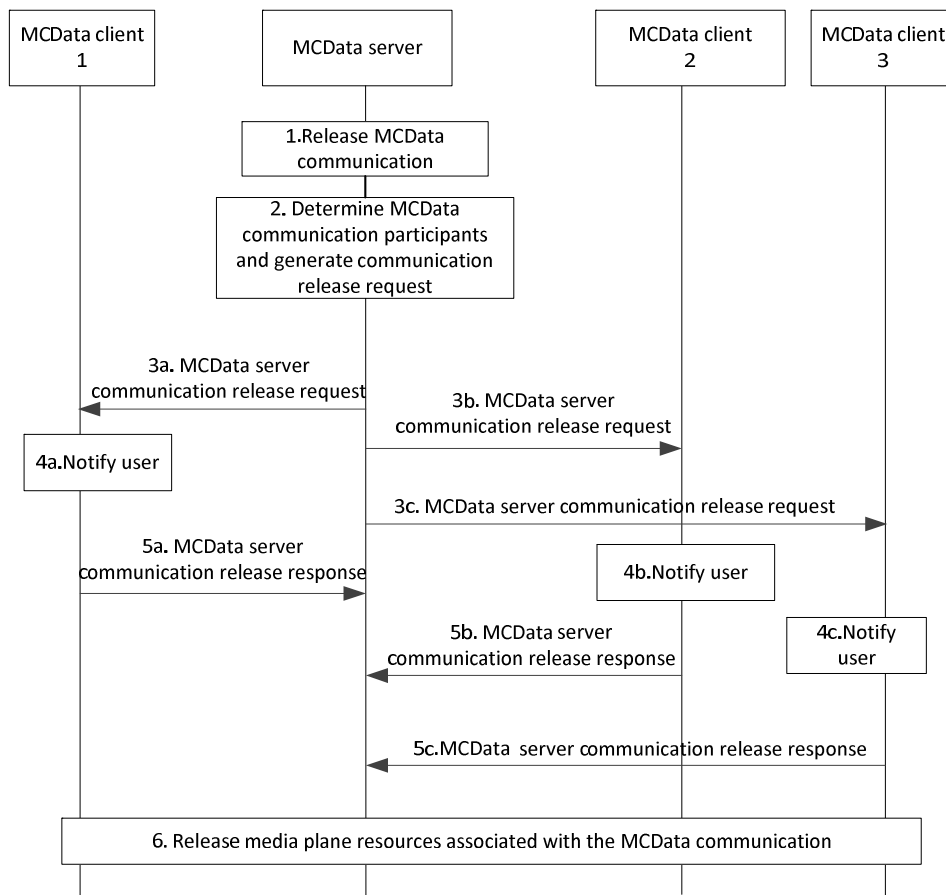 MCData client
1
MCData server
MCData client
2
MCData client
3
1.Release MCData
communication
2. Determine MCData
communication participants
and generate communication
release request
3a. MCData server
communication release request
3b. MCData server
communication release request
4a.Notify user
3c. MCData server communication release request
5a. MCData server
communication release response
4b.Notify user
5b. MCData server
communication release response
4c.Notify
user
5c.MCData server communication release response
6. Release media plane resources associated with the MCData communication